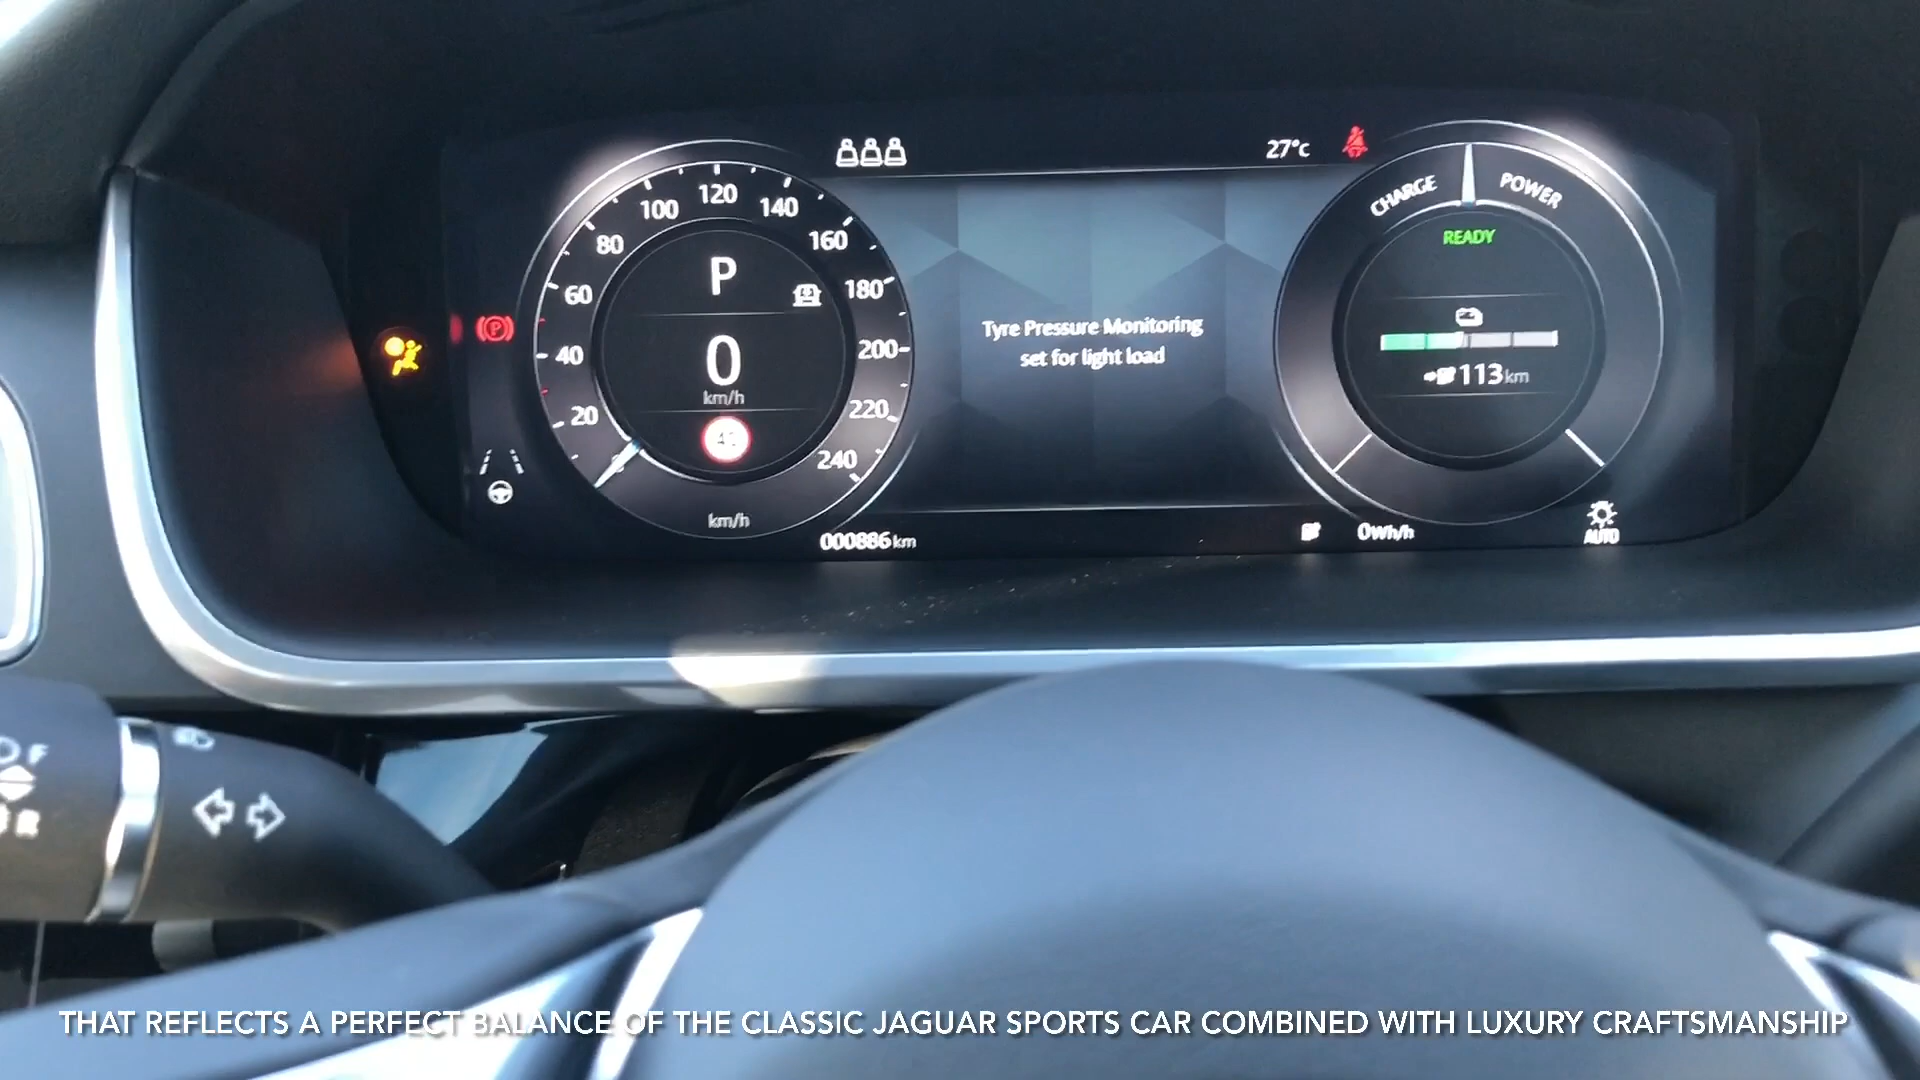 27°c
CHARGE
POWER
100
120
140
80
160
READY
P
60
180
Tyre Pressure Monitoring
40
0
200
set for light load
km/h
113 km
20
220
240
km/h
000886 km
0Wh/h
AUTO
THAT REFLECTS A PERFECT BALANCE OF THE CLASSIC JAGUAR SPORTS CAR COMBINED WITH LUXURY CRAFTSMANSHIP